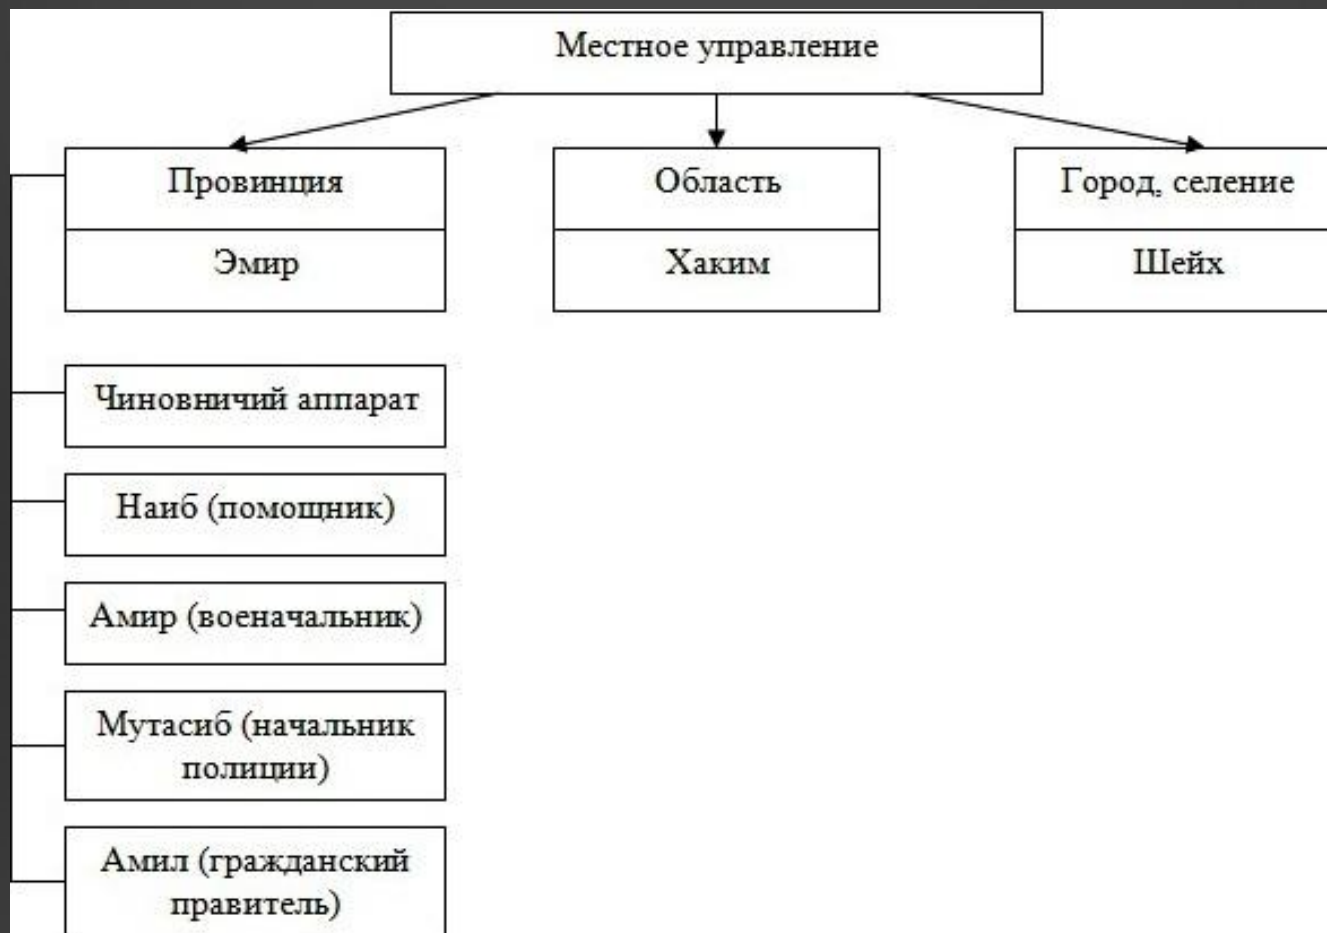 Местное управление
Провинция
Область
Город, селение
Эмир
Хаким
Шейх
Чиновничий аппарат
Наиб (помощник)
Амир (военачальник)
Мутасиб (начальник
полиции)
Амил (гражданский
правитель)